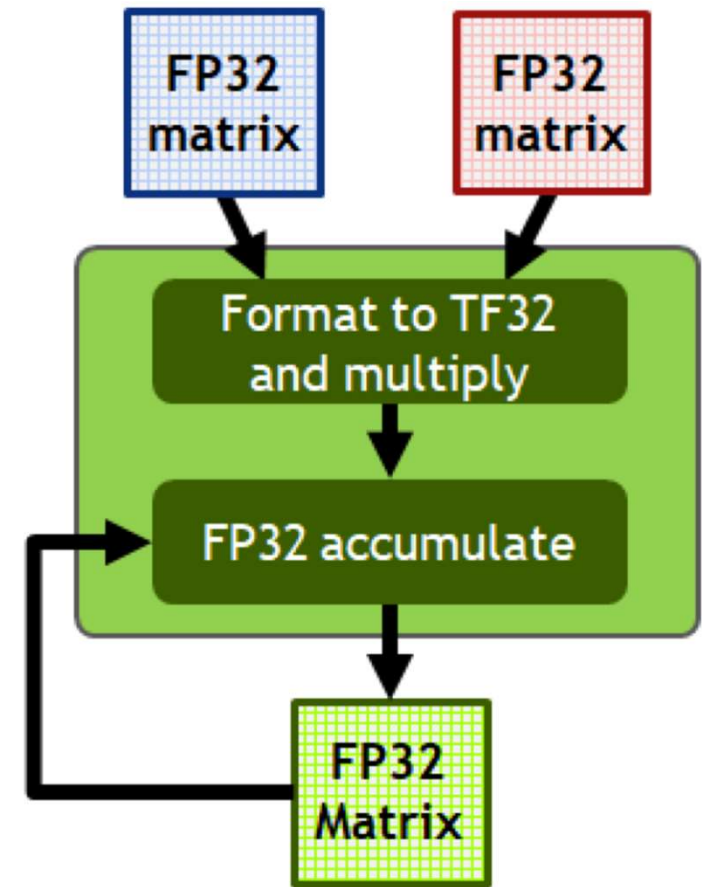 FP32
matrix
FP32
matrix
Format to TF32
and multiply
FP32 accumulate
FP32
Matrix